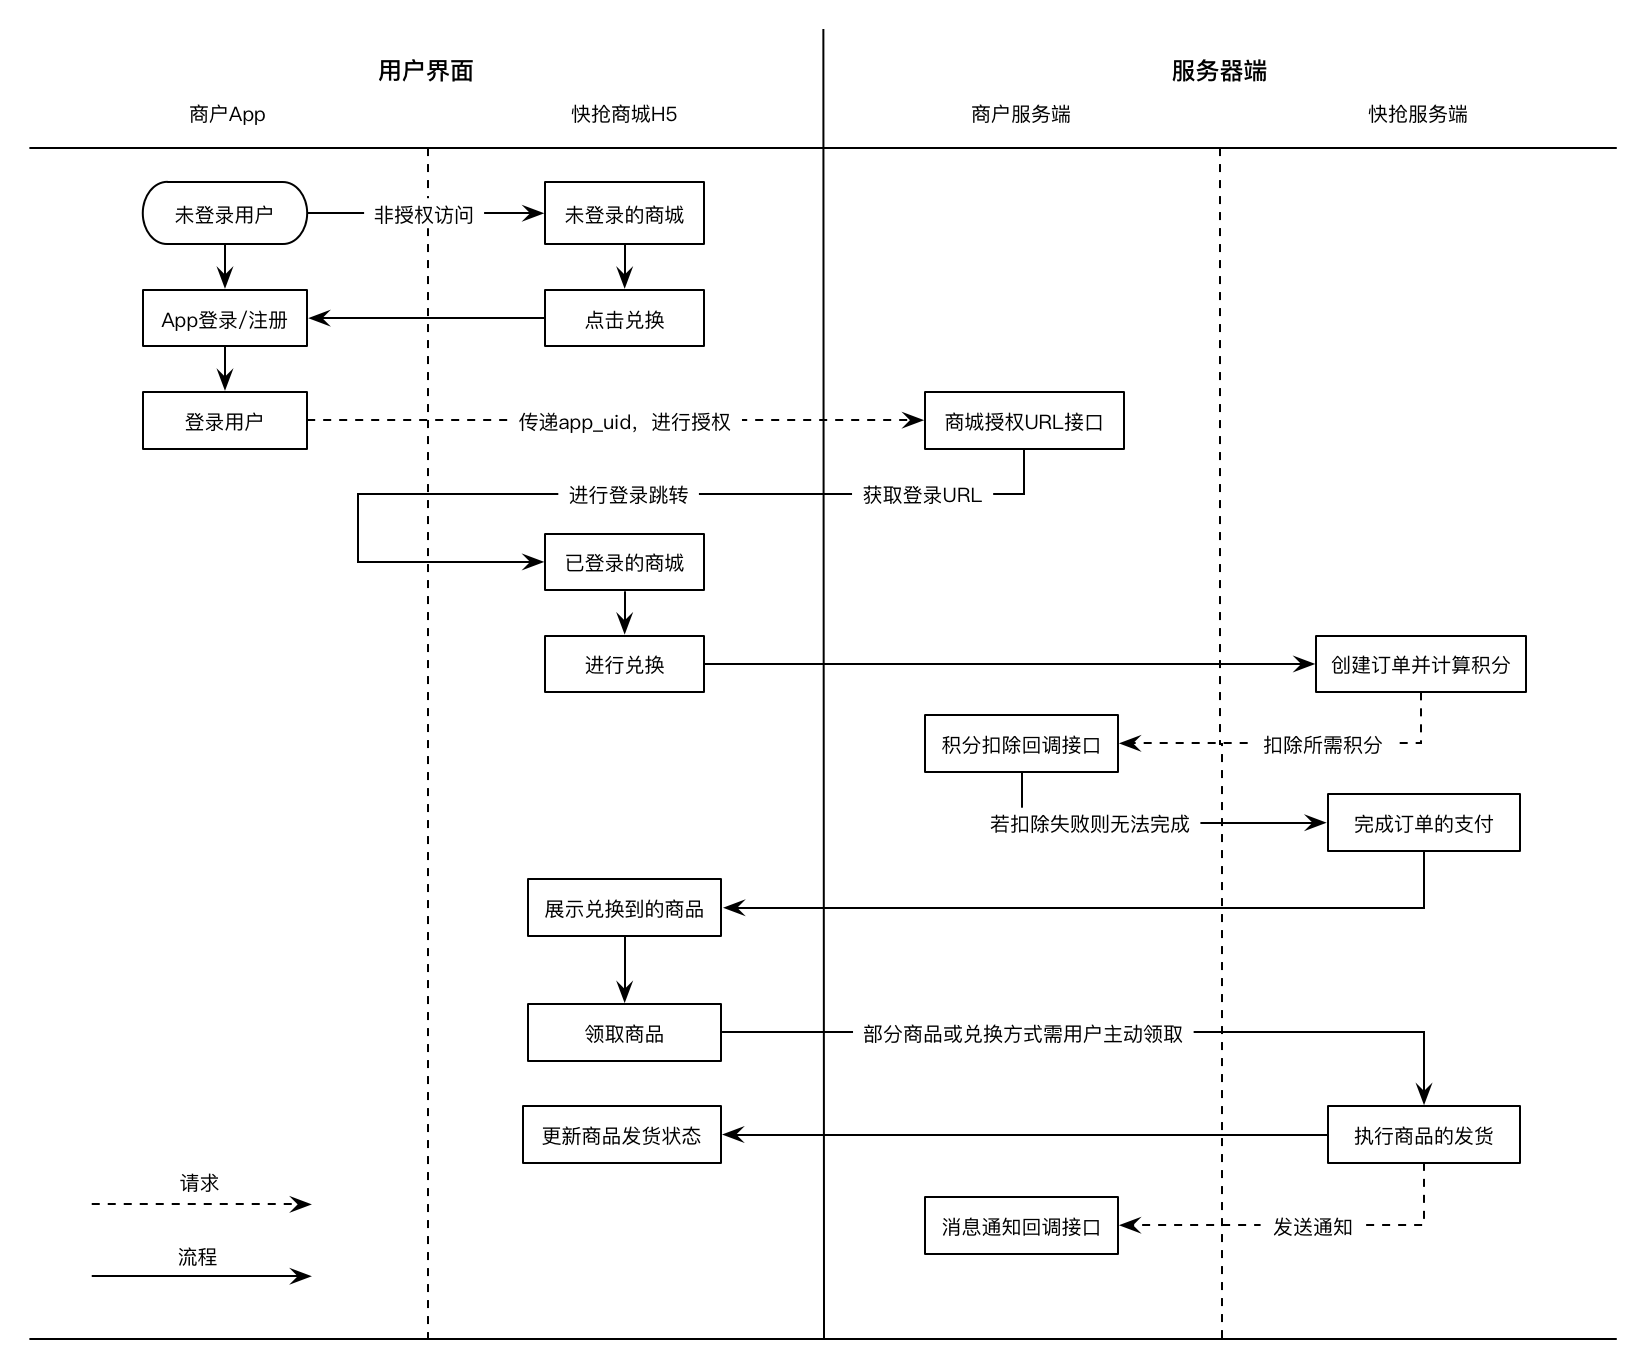 用户界面
服务器端
商户App
快抢商城H5
商户服务端
快抢服务端
未登录用户
非授权访问
未登录的商城
App登录/注册
点击兑换
登录用户
传递app_uid，进行授权
商城授权URL接口
进行登录跳转
获取登录URL
已登录的商城
进行兑换
创建订单并计算积分
积分扣除回调接口
扣除所需积分
若扣除失败则无法完成
完成订单的支付
展示兑换到的商品
领取商品
部分商品或兑换方式需用户主动领取
更新商品发货状态
执行商品的发货
请求
消息通知回调接口
发送通知
流程